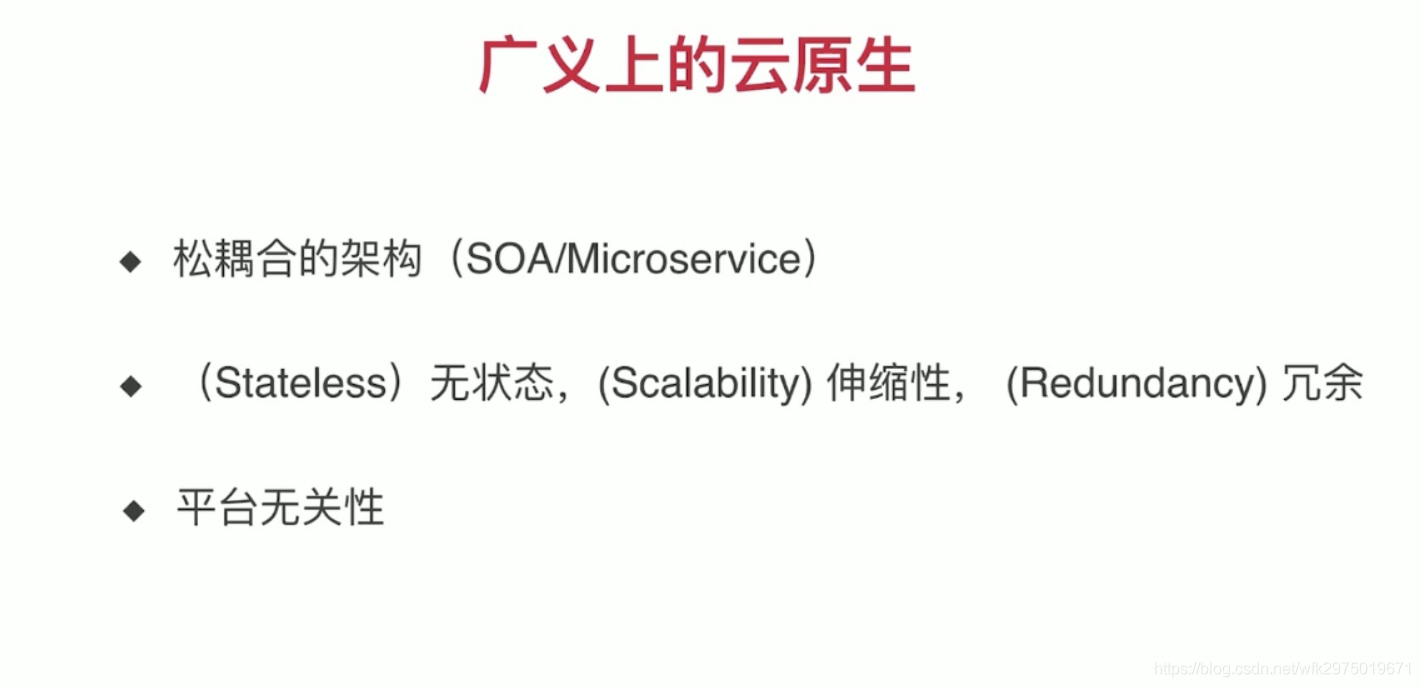 广义上的云原生
◆ 松耦合的架构（SOA/Microservice）
◆ （Stateless）无状态，(Scalability) 伸缩性， (Redundancy) 冗余
◆ 平台无关性
https://blog.csdn.net/wfk2975019671